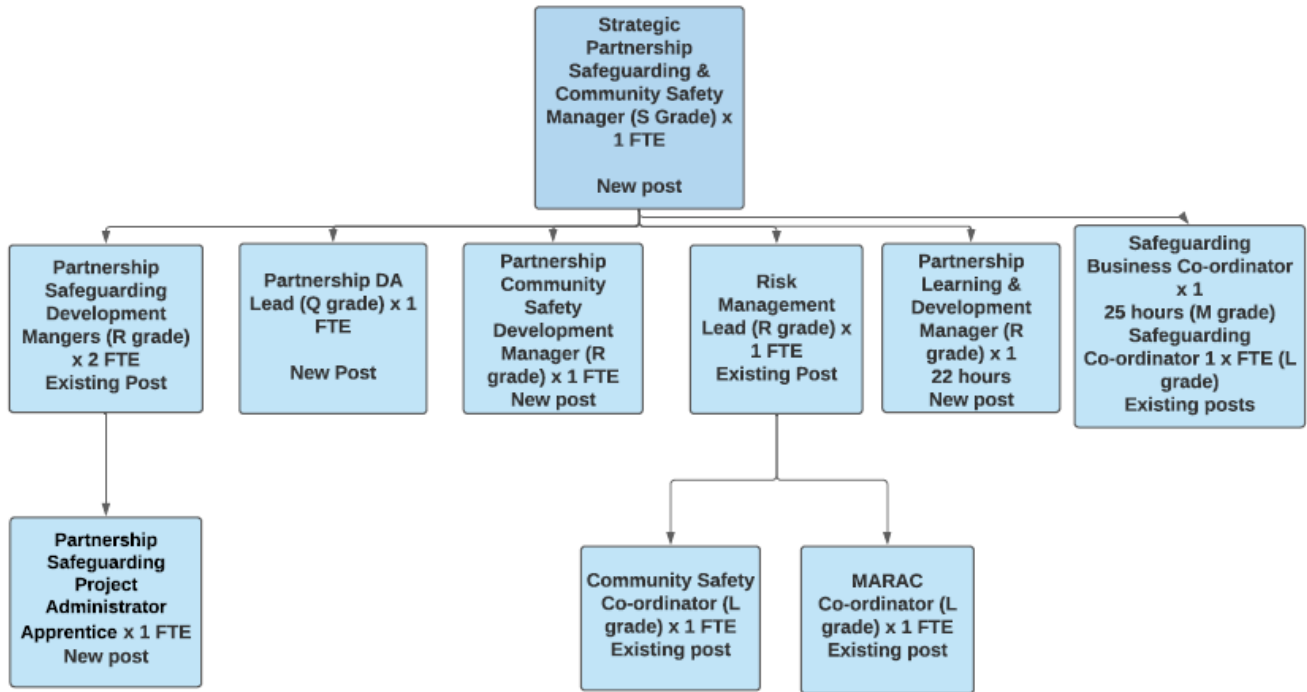 Strategic
Partnership
Safeguarding &
Community Safety
Manager (S Grade) x
1 FTE
New post
Partnership
Safeguarding
Development
Mangers (R grade)
x 2 FTE
Existing Post
Partnership DA
Lead (Q grade) x 1
FTE
New Post
Partnership
Community
Safety
Development
Manager (R
grade) x 1 FTE
New post
Risk
Management
Lead (R grade) x
1 FTE
Existing Post
Partnership
Learning &
Development
Manager (R
grade) x 1
22 hours
New post
Safeguarding
Business Co-ordinator
x 1
25 hours (M grade)
Safeguarding
Co-ordinator 1 x FTE (L
grade)
Existing posts
Partnership
Safeguarding
Project
Administrator
Apprentice x 1 FTE
New post
Community Safety
Co-ordinator (L
grade) x 1 FTE
Existing post
MARAC
Co-ordinator (L
grade) x 1 FTE
Existing post